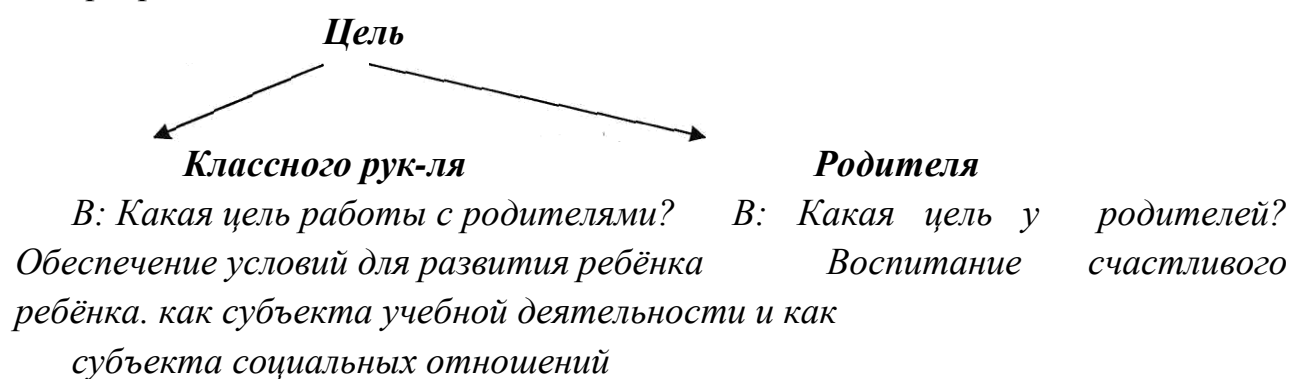 Цель
Классного рук-ля Родителя
В: Какая цель работы с родителями? В: Какая цель у родителей?
Обеспечение условий для развития ребёнка Воспитание счастливого
ребёнка. как субъекта учебной деятельности и как
субъекта социальных отношений